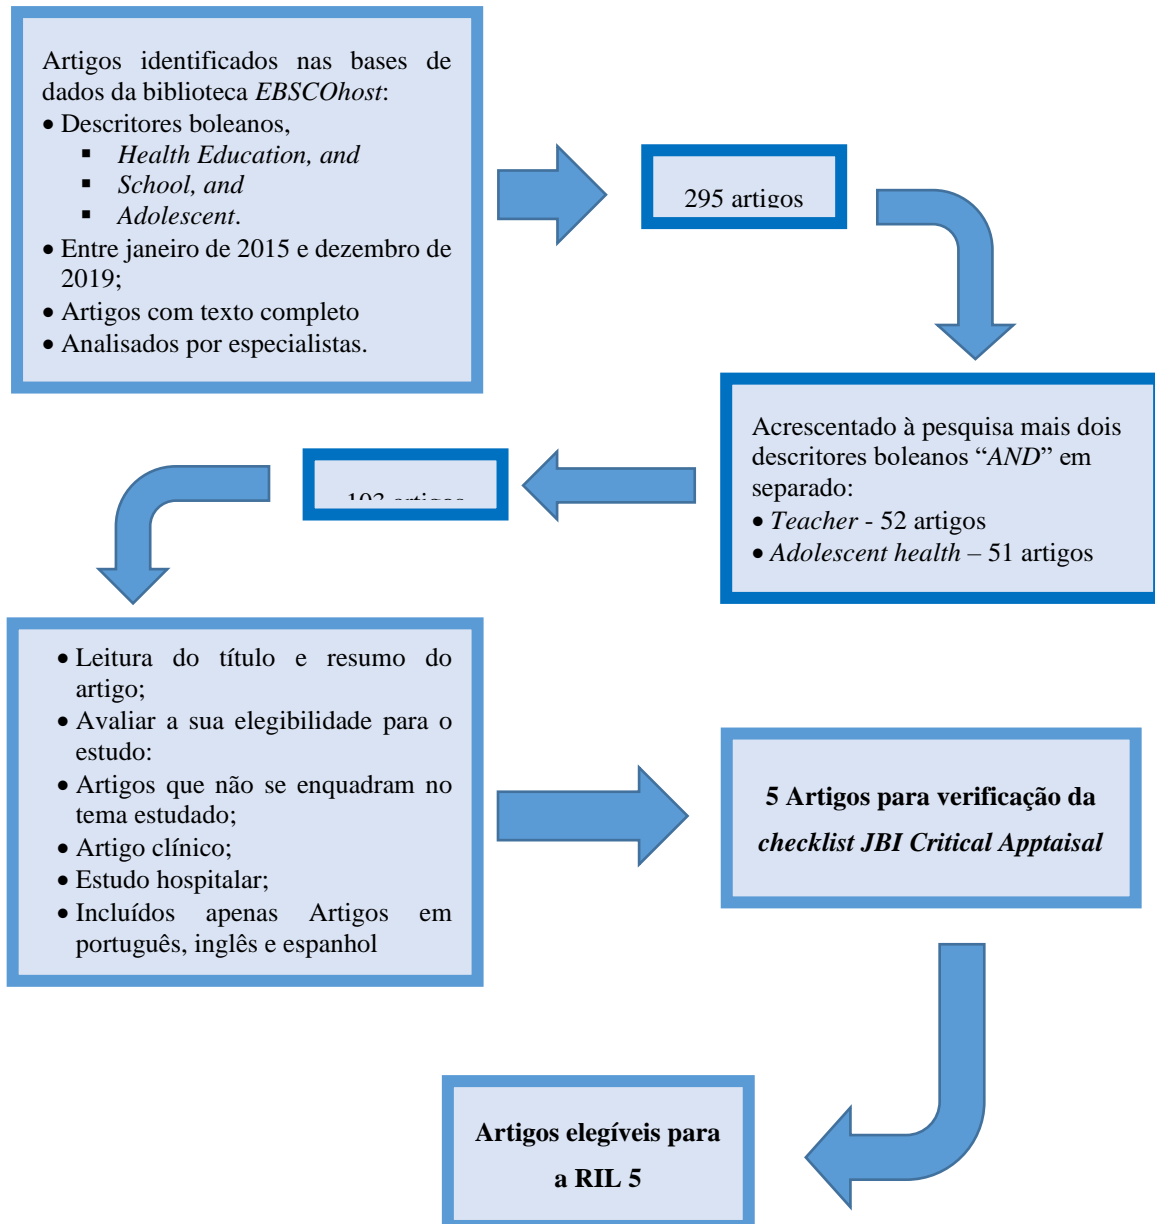 Artigos identificados nas bases de
dados da biblioteca EBSCOhost:
• Descritores boleanos,
▪ Health Education, and
▪ School, and
▪ Adolescent.
• Entre janeiro de 2015 e dezembro de
2019;
• Artigos com texto completo
• Analisados por especialistas.
295 artigos
Acrescentado à pesquisa mais dois
descritores boleanos “AND” em
separado:
• Teacher - 52 artigos
• Adolescent health – 51 artigos
103 artigos
• Leitura do título e resumo do
artigo;
• Avaliar a sua elegibilidade para o
estudo:
• Artigos que não se enquadram no
tema estudado;
• Artigo clínico;
• Estudo hospitalar;
• Incluídos apenas Artigos em
português, inglês e espanhol
5 Artigos para verificação da
checklist JBI Critical Apptaisal
Artigos elegíveis para
a RIL 5